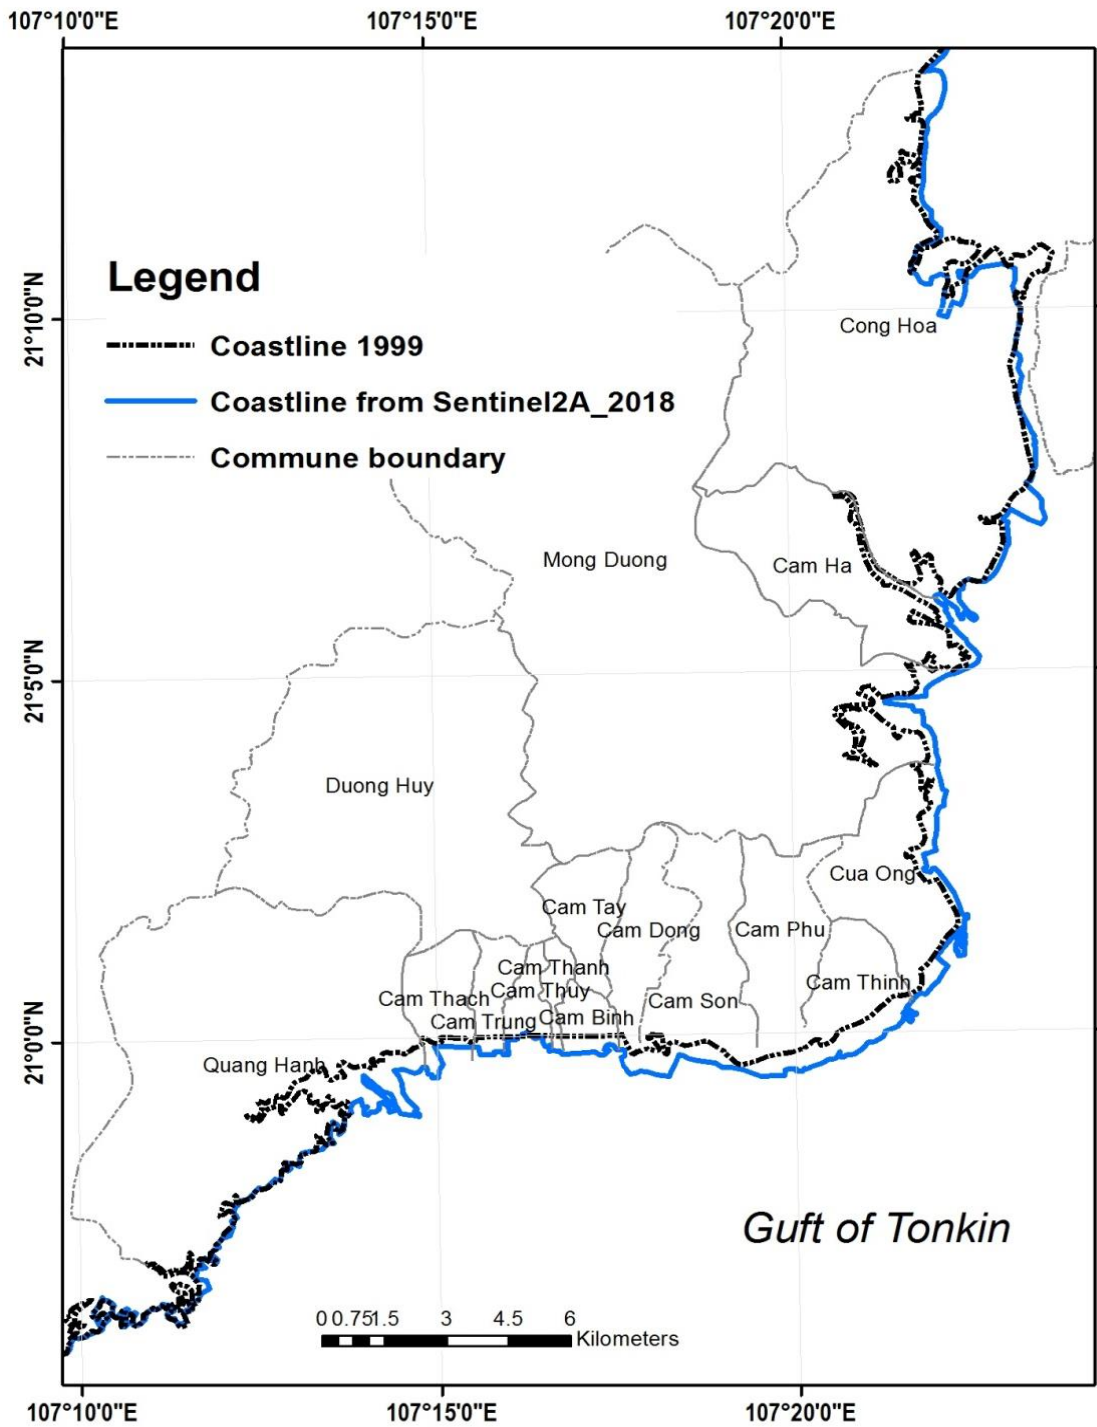 107°10'0"E 107°15'0"E 107°20'0"E
Legend
Coastline 1999
Coastline from Sentinel2A_2018
Commune boundary
21°10'0"N
21°5'0"N
21°0'0"N
Cong Hoa
Mong Duong
Cam Ha
Duong Huy
Cua Ong
Cam Tay
Cam Dong
Cam Phu
Cam Thanh
Cam Thinh
Cam Thuy
Cam Thach
Cam Son
Cam Trung
Cam Binh
Quang Hanh
Guft of Tonkin
0 0.75 1.5 3 4.5 6
Kilometers
107°10'0"E 107°15'0"E 107°20'0"E